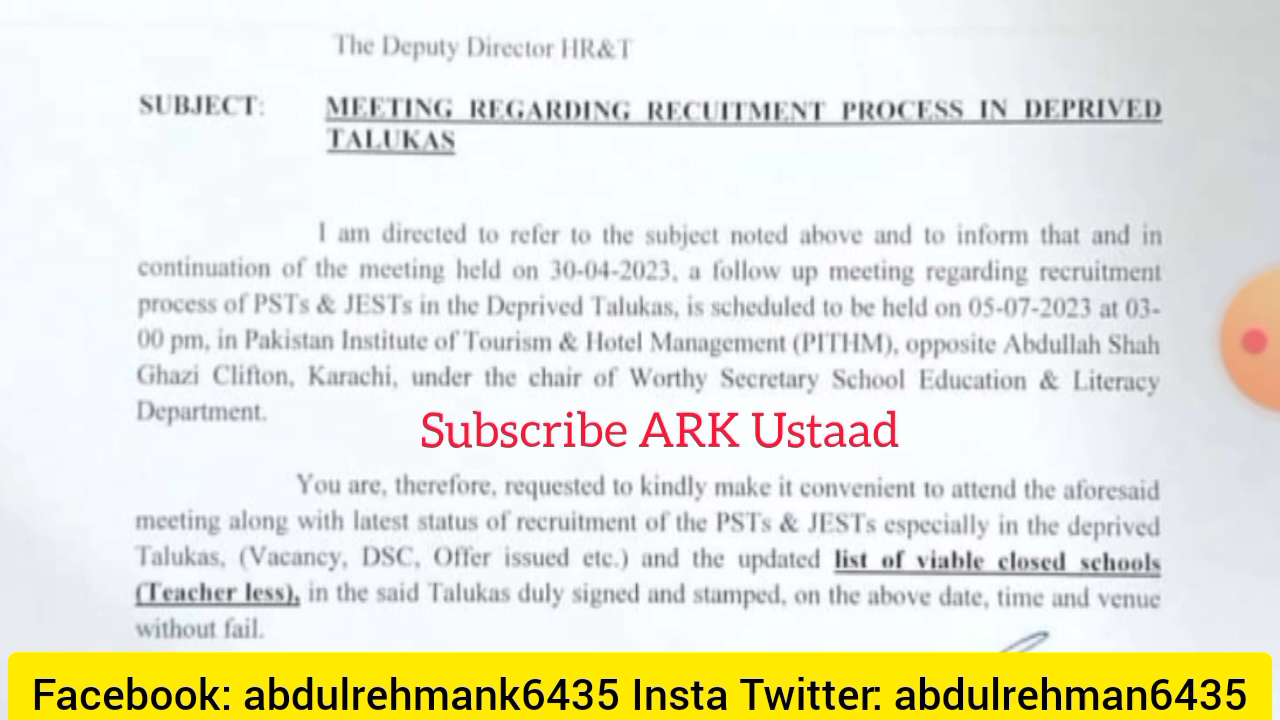 The Deputy Director HR&T
SUBJECT: MEETING REGARDING RECUITMENT PROCESS IN DEPRIVED
TALUKAS
I am directed to refer to the subject noted above and to inform that and in
continuation of the meeting held on 30-04-2023, a follow up meeting regarding recruitment
process of PSTs & JESTs in the Deprived Talukas, is scheduled to be held on 05-07-2023 at 03-
00 pm, in Pakistan Institute of Tourism & Hotel Management (PITHM), opposite Abdullah Shah
Ghazi Clifton, Karachi, under the chair of Worthy Secretary School Education & Literacy
Department.
Subscribe ARK Ustaad
You are, therefore, requested to kindly make it convenient to attend the aforesaid
meeting along with latest status of recruitment of the PSTs & JESTs especially in the deprived
Talukas, (Vacancy, DSC, Offer issued etc.) and the updated list of viable closed schools
(Teacher less), in the said Talukas duly signed and stamped, on the above date, time and venue
without fail.
Facebook: abdulrehmank6435 Insta Twitter: abdulrehman6435